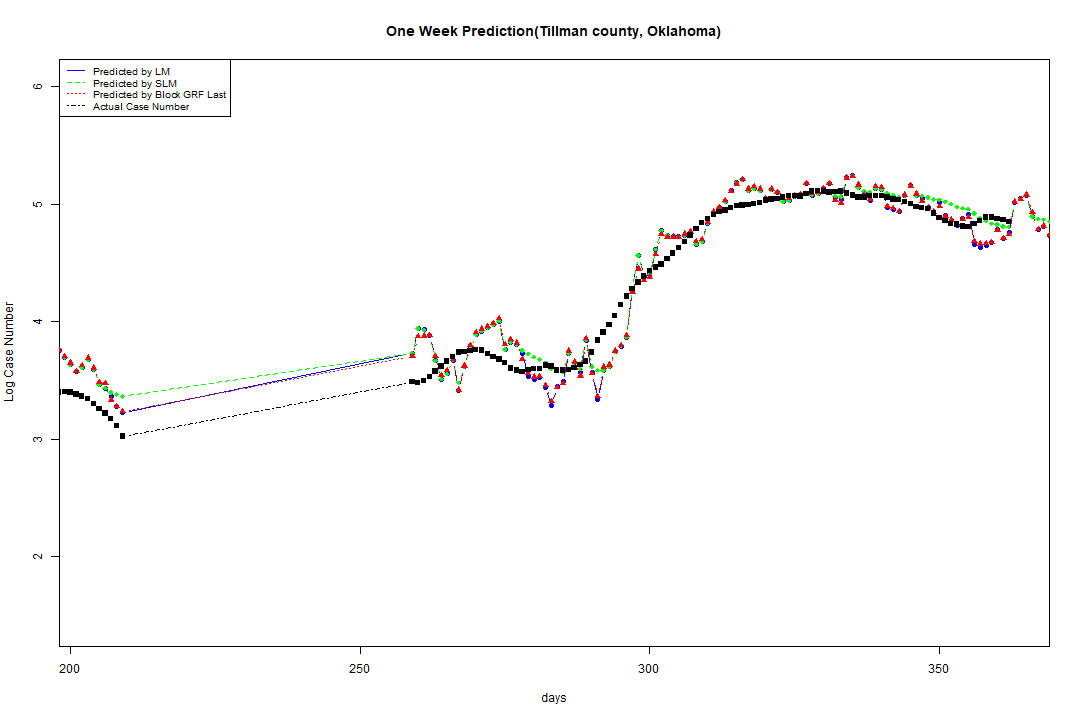 One Week Prediction(Tillman county, Oklahoma)
Predicted by LM
Predicted by SLM
Predicted by Block GRF Last
Actual Case Number
6
5
4
3
2
Log Case Number
200 250 300 350
days